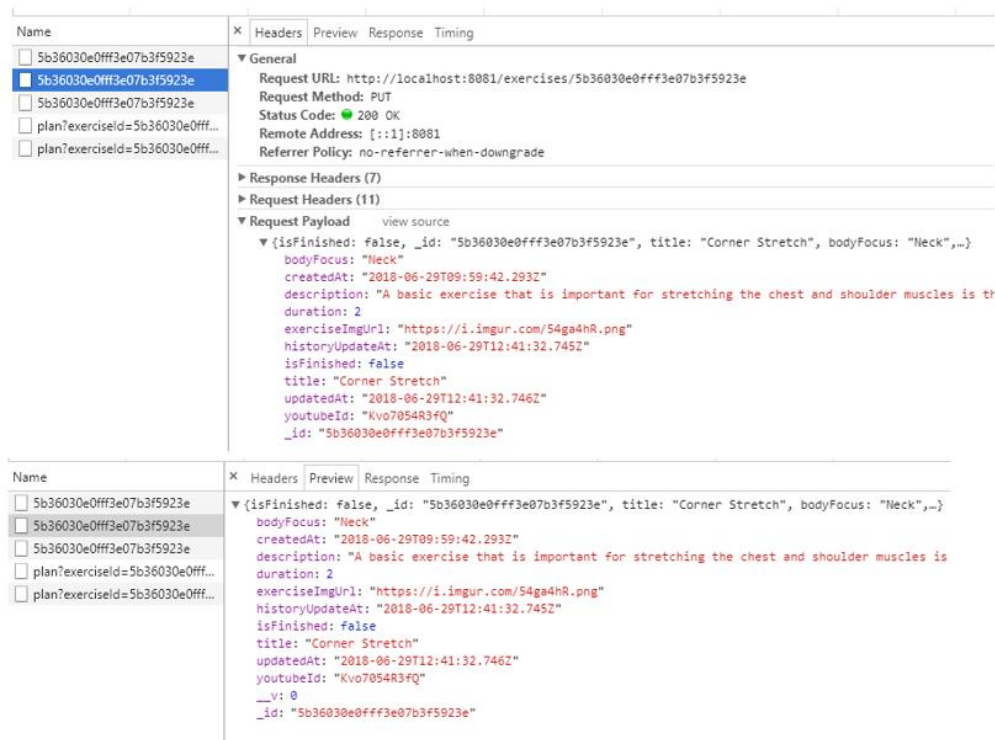 Name
5b36030e0fff3e07b3f5923e
5b36030e0fff3e07b3f5923e
5b36030e0fff3e07b3f5923e
plan?exerciseId=5b36030e0fff...
plan?exerciseId=5b36030e0fff...
× Headers Preview Response Timing
▼ General
Request URL: http://localhost:8081/exercises/5b36030e0fff3e07b3f5923e
Request Method: PUT
Status Code: 200 OK
Remote Address: [::1]:8081
Referrer Policy: no-referrer-when-downgrade
▶ Response Headers (7)
▶ Request Headers (11)
▼ Request Payload view source
▼ {isFinished: false, _id: "5b36030e0fff3e07b3f5923e", title: "Corner Stretch", bodyFocus: "Neck",…}
bodyFocus: "Neck"
createdAt: "2018-06-29T09:59:42.293Z"
description: "A basic exercise that is important for stretching the chest and shoulder muscles is th
duration: 2
exerciseImgUrl: "https://i.imgur.com/54ga4hR.png"
historyUpdateAt: "2018-06-29T12:41:32.745Z"
isFinished: false
title: "Corner Stretch"
updatedAt: "2018-06-29T12:41:32.746Z"
youtubeId: "Kvo7054R3fQ"
_id: "5b36030e0fff3e07b3f5923e"
Name
5b36030e0fff3e07b3f5923e
5b36030e0fff3e07b3f5923e
5b36030e0fff3e07b3f5923e
plan?exerciseId=5b36030e0fff...
plan?exerciseId=5b36030e0fff...
× Headers Preview Response Timing
▼ {isFinished: false, _id: "5b36030e0fff3e07b3f5923e", title: "Corner Stretch", bodyFocus: "Neck",…}
bodyFocus: "Neck"
createdAt: "2018-06-29T09:59:42.293Z"
description: "A basic exercise that is important for stretching the chest and shoulder muscles is
duration: 2
exerciseImgUrl: "https://i.imgur.com/54ga4hR.png"
historyUpdateAt: "2018-06-29T12:41:32.745Z"
isFinished: false
title: "Corner Stretch"
updatedAt: "2018-06-29T12:41:32.746Z"
youtubeId: "Kvo7054R3fQ"
__v: 0
_id: "5b36030e0fff3e07b3f5923e"